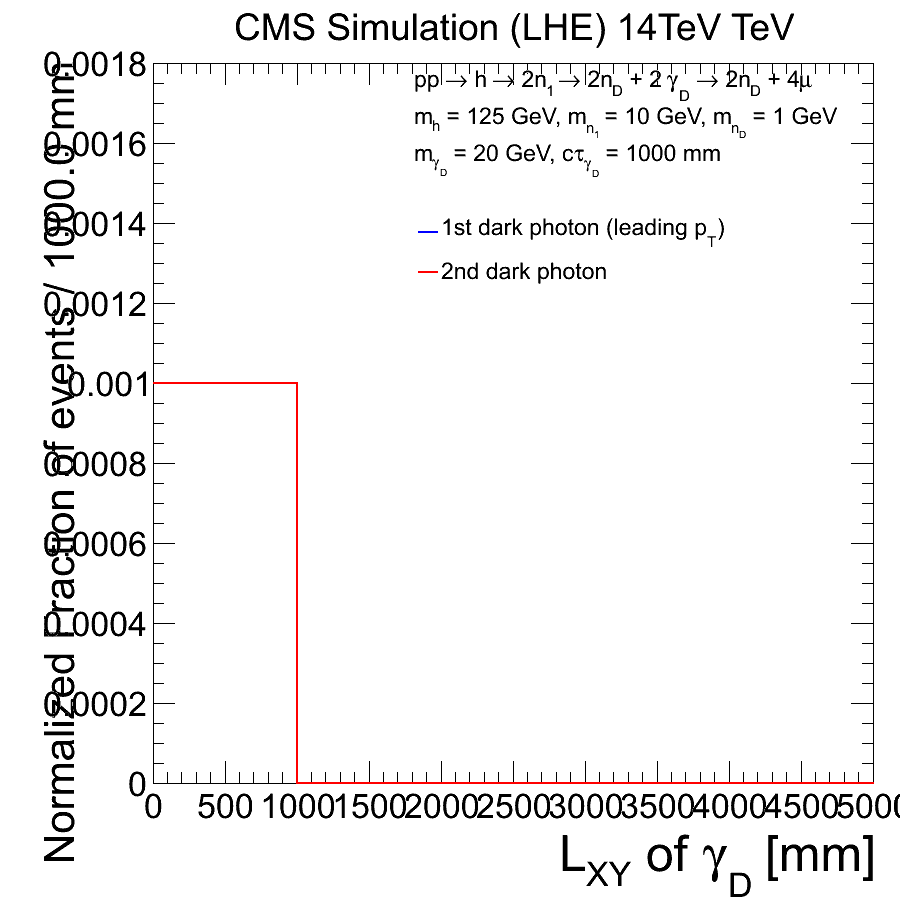 CMS Simulation (LHE) 14TeV TeV
pp → h → 2n1 → 2nD + 2 γD → 2nD + 4μ
mh = 125 GeV, mn1 = 10 GeV, mnD = 1 GeV
mγD = 20 GeV, cτγD = 1000 mm
1st dark photon (leading pT)
2nd dark photon
Normalized Fraction of events / 1000.0 mm
0.0018
0.0016
0.0014
0.0012
0.001
0.0008
0.0006
0.0004
0.0002
0
0 500 1000 1500 2000 2500 3000 3500 4000 4500 5000
LXY of γD [mm]